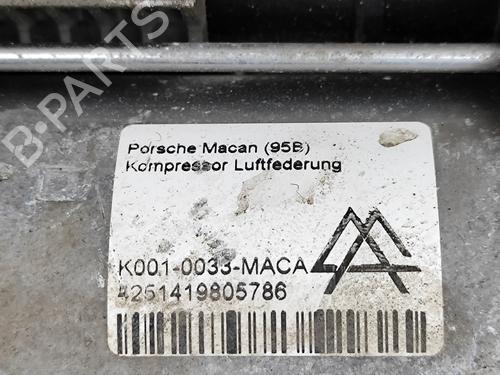 B-PARTS
Porsche Macan (95B)
Kompressor Luftfederung
K001-0033-MACA
4251419805786